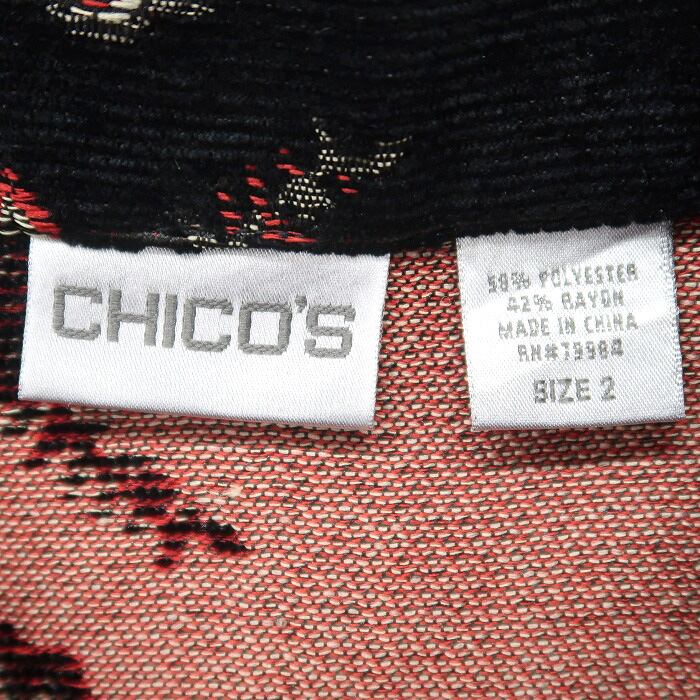 CHICO'S
58% POLYESTER
42% RAYON
MADE IN CHINA
RN#79984
SIZE 2